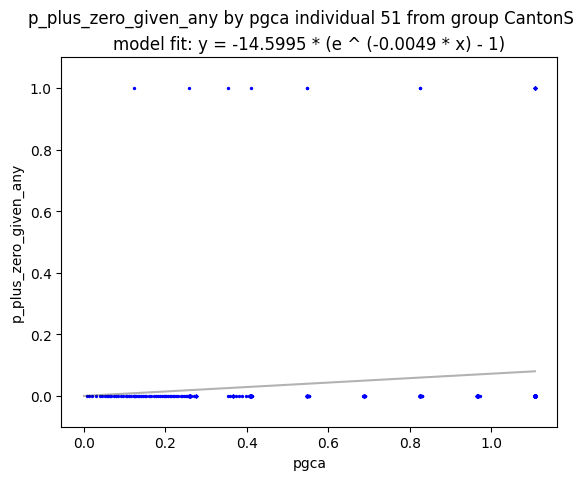 p_plus_zero_given_any by pgca individual 51 from group CantonS
model fit: y = -14.5995 * (e ^ (-0.0049 * x) - 1)
1.0
0.8
0.6
0.4
0.2
0.0
p_plus_zero_given_any
0.0 0.2 0.4 0.6 0.8 1.0
pgca